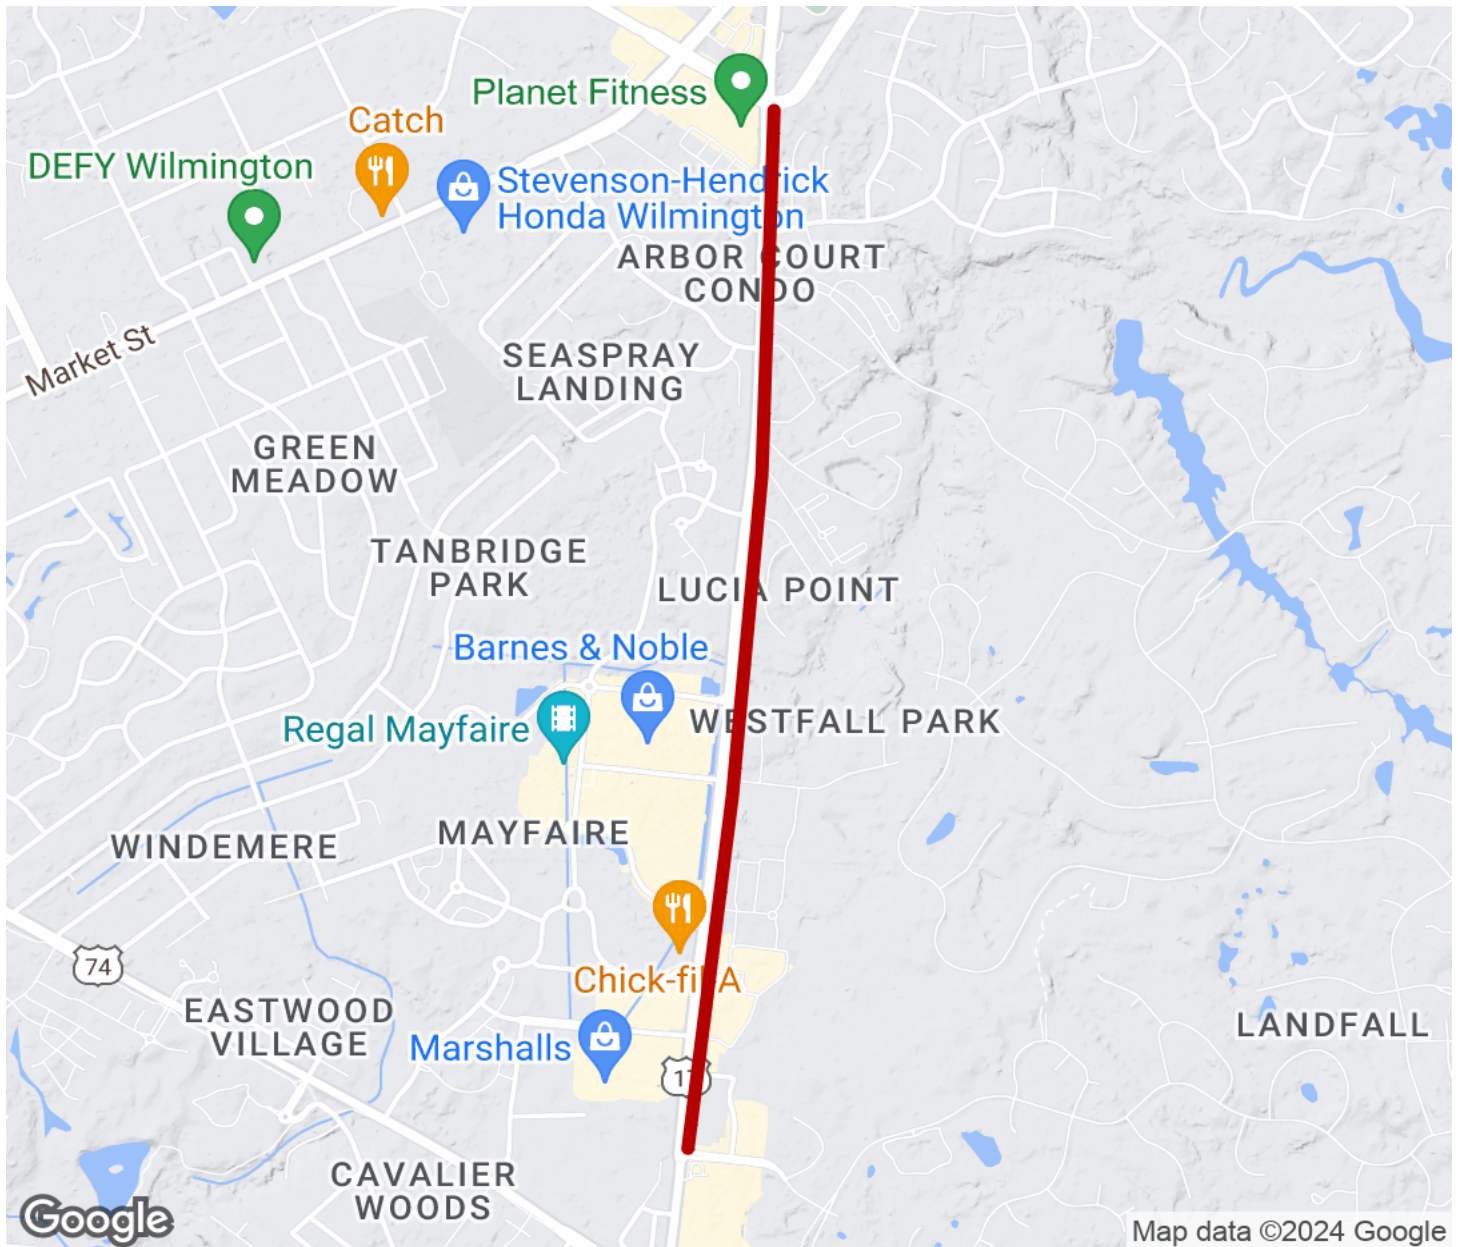 Planet Fitness
Catch
DEFY Wilmington
Stevenson-Hendrick
Honda Wilmington
ARBOR COURT
CONDO
Market St
SEASPRAY
LANDING
GREEN
MEADOW
TANBRIDGE
PARK
LUCIA POINT
Barnes & Noble
Regal Mayfaire
WESTFALL PARK
WINDEMERE
MAYFAIRE
74
Chick-fil-A
EASTWOOD
VILLAGE
Marshalls
LANDFALL
17
CAVALIER
WOODS
Google
Map data ©2024 Google